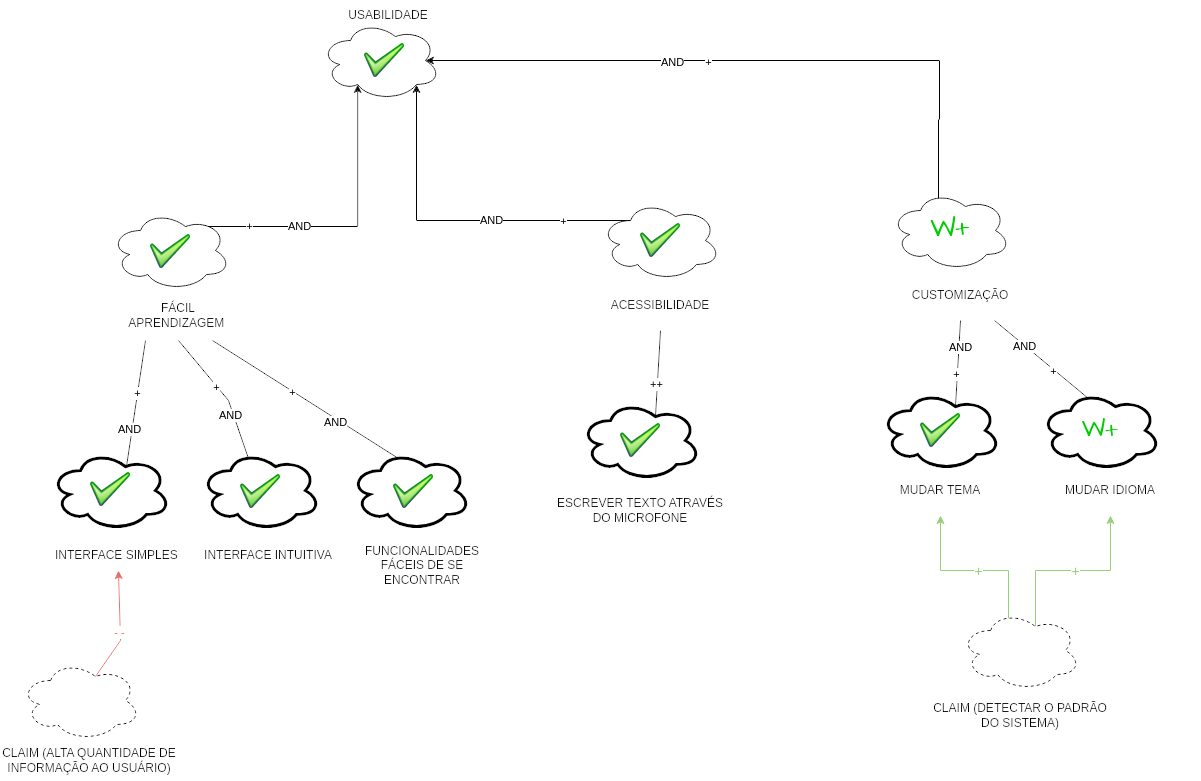 USABILIDADE
AND
+
+
AND
AND
+
W+
FÁCIL
APRENDIZAGEM
ACESSIBILIDADE
CUSTOMIZAÇÃO
+
AND
+
AND
+
AND
++
AND
+
AND
+
W+
INTERFACE SIMPLES
INTERFACE INTUITIVA
FUNCIONALIDADES
FÁCEIS DE SE
ENCONTRAR
ESCREVER TEXTO ATRAVÉS
DO MICROFONE
MUDAR TEMA
MUDAR IDIOMA
- -
+
+
CLAIM (ALTA QUANTIDADE DE
INFORMAÇÃO AO USUÁRIO)
CLAIM (DETECTAR O PADRÃO
DO SISTEMA)